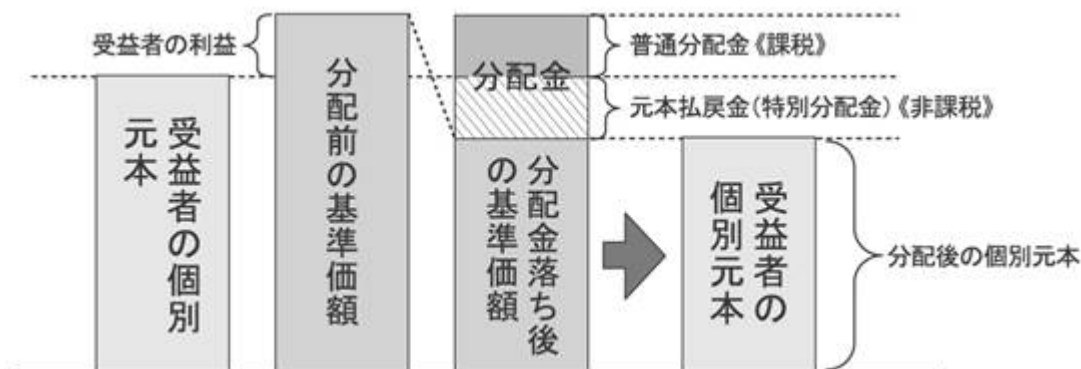 受益者の利益
受益者の個別
元本
分配前の基準価額
分配金
分配金落ち後
の基準価額
普通分配金《課税》
元本払戻金(特別分配金)《非課税》
受益者の
個別元本
分配後の個別元本